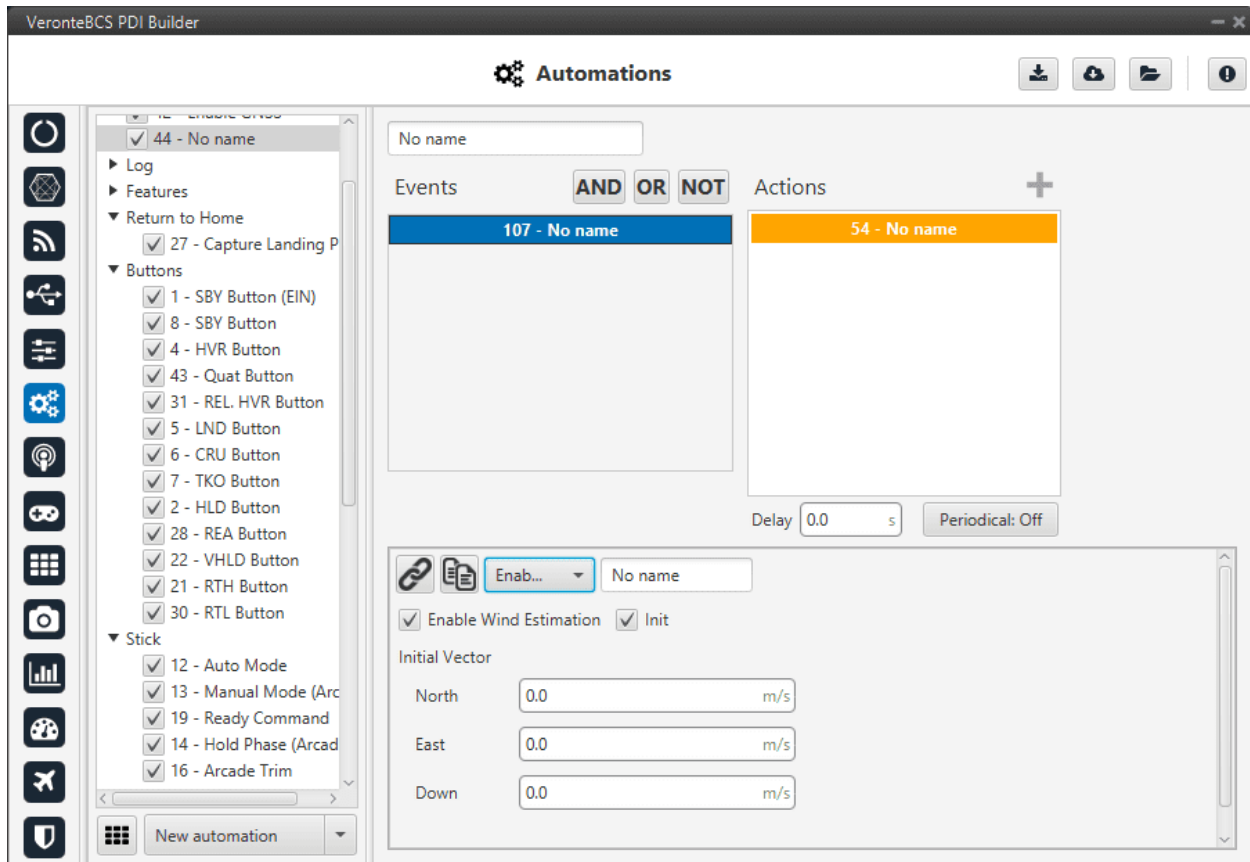 VeronteBCS PDI Builder
Automations
44 - No name
Log
Features
Return to Home
27 - Capture Landing P
Buttons
1 - SBY Button (EIN)
8 - SBY Button
4 - HVR Button
43 - Quat Button
31 - REL. HVR Button
5 - LND Button
6 - CRU Button
7 - TKO Button
2 - HLD Button
28 - REA Button
22 - VHLD Button
21 - RTH Button
30 - RTL Button
Stick
12 - Auto Mode
13 - Manual Mode (Arc
19 - Ready Command
14 - Hold Phase (Arcad
16 - Arcade Trim
New automation
No name
Events AND OR NOT Actions
107 - No name
54 - No name
Delay 0.0 s Periodical: Off
Enab... No name
Enable Wind Estimation Init
Initial Vector
North 0.0 m/s
East 0.0 m/s
Down 0.0 m/s